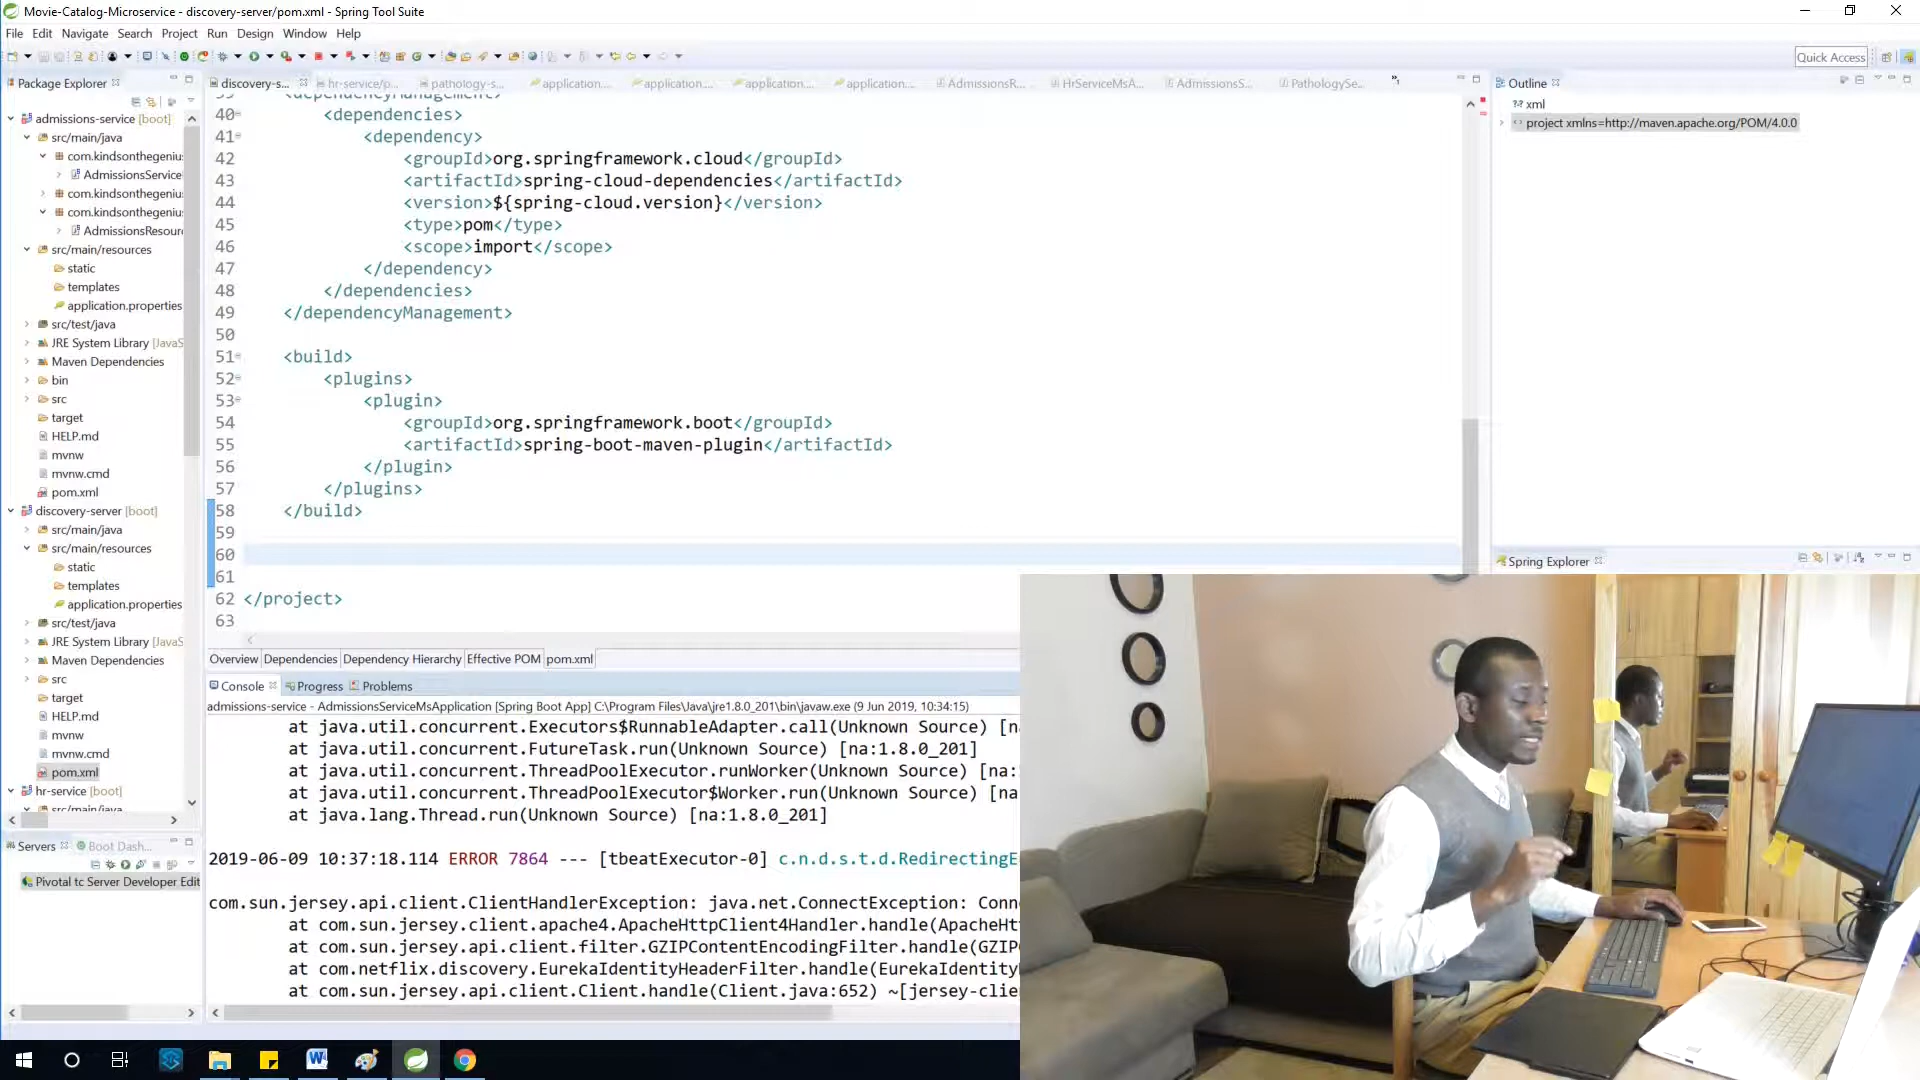 Movie-Catalog-Microservice - discovery-server/pom.xml - Spring Tool Suite
File Edit Navigate Search Project Run Design Window Help
Quick Access
Package Explorer
discovery-s... hr-service/p... pathology-s... application.... application.... application.... application.... AdmissionsR... HrServiceMsA... AdmissionsS... PathologySe...
Outline
xml
project xmlns=http://maven.apache.org/POM/4.0.0
admissions-service [boot]
src/main/java
com.kindsonthegeniu
AdmissionsService
com.kindsonthegeniu
com.kindsonthegeniu
AdmissionsResour
src/main/resources
static
templates
application.properties
src/test/java
JRE System Library [JavaS
Maven Dependencies
bin
src
target
HELP.md
mvnw
mvnw.cmd
pom.xml
discovery-server [boot]
src/main/java
src/main/resources
static
templates
application.properties
src/test/java
JRE System Library [JavaS
Maven Dependencies
src
target
HELP.md
mvnw
mvnw.cmd
pom.xml
hr-service [boot]
src/main/java
39 <dependencyManagement>
40 <dependencies>
41 <dependency>
42 <groupId>org.springframework.cloud</groupId>
43 <artifactId>spring-cloud-dependencies</artifactId>
44 <version>${spring-cloud.version}</version>
45 <type>pom</type>
46 <scope>import</scope>
47 </dependency>
48 </dependencies>
49 </dependencyManagement>
50
51 <build>
52 <plugins>
53 <plugin>
54 <groupId>org.springframework.boot</groupId>
55 <artifactId>spring-boot-maven-plugin</artifactId>
56 </plugin>
57 </plugins>
58 </build>
59
60
61
62 </project>
63
Overview Dependencies Dependency Hierarchy Effective POM pom.xml
Spring Explorer
Servers Boot Dash...
Pivotal tc Server Developer Edit
Console Progress Problems
admissions-service - AdmissionsServiceMsApplication [Spring Boot App] C:\Program Files\Java\jre1.8.0_201\bin\javaw.exe (9 Jun 2019, 10:34:15)
at java.util.concurrent.Executors$RunnableAdapter.call(Unknown Source) [n
at java.util.concurrent.FutureTask.run(Unknown Source) [na:1.8.0_201]
at java.util.concurrent.ThreadPoolExecutor.runWorker(Unknown Source) [na:
at java.util.concurrent.ThreadPoolExecutor$Worker.run(Unknown Source) [na
at java.lang.Thread.run(Unknown Source) [na:1.8.0_201]
2019-06-09 10:37:18.114 ERROR 7864 --- [tbeatExecutor-0] c.n.d.s.t.d.RedirectingE
com.sun.jersey.api.client.ClientHandlerException: java.net.ConnectException: Conn
at com.sun.jersey.client.apache4.ApacheHttpClient4Handler.handle(ApacheHt
at com.sun.jersey.api.client.filter.GZIPContentEncodingFilter.handle(GZIP
at com.netflix.discovery.EurekaIdentityHeaderFilter.handle(EurekaIdentity
at com.sun.jersey.api.client.Client.handle(Client.java:652) ~[jersey-clie